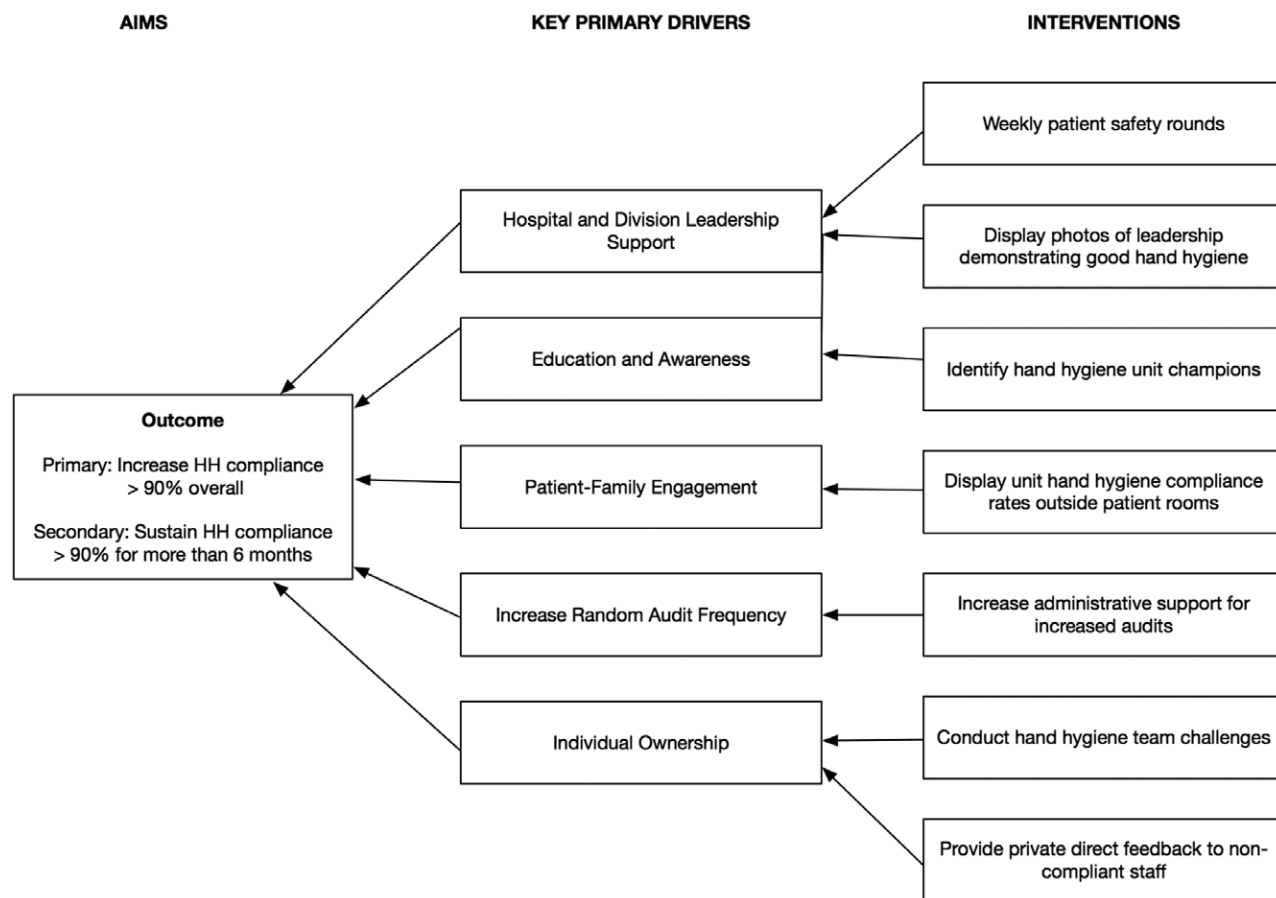 AIMS
KEY PRIMARY DRIVERS
INTERVENTIONS
Outcome
Primary: Increase HH compliance
> 90% overall
Secondary: Sustain HH compliance
> 90% for more than 6 months
Hospital and Division Leadership
Support
Education and Awareness
Patient-Family Engagement
Increase Random Audit Frequency
Individual Ownership
Weekly patient safety rounds
Display photos of leadership
demonstrating good hand hygiene
Identify hand hygiene unit champions
Display unit hand hygiene compliance
rates outside patient rooms
Increase administrative support for
increased audits
Conduct hand hygiene team challenges
Provide private direct feedback to non-
compliant staff